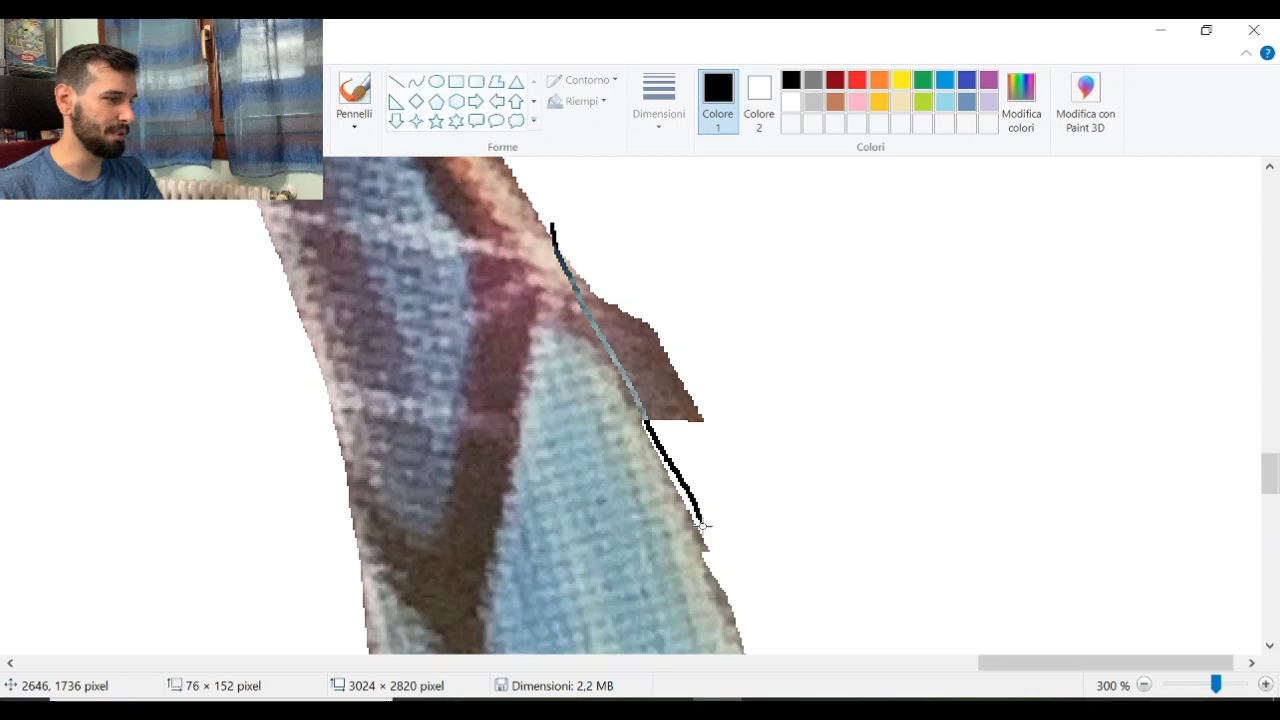 Pennelli
Contorno
Riempi
Forme
Dimensioni
Colore 1
Colore 2
Modifica colori
Colori
Modifica con Paint 3D
2646, 1736 pixel
76 × 152 pixel
3024 × 2820 pixel
Dimensioni: 2,2 MB
300 %